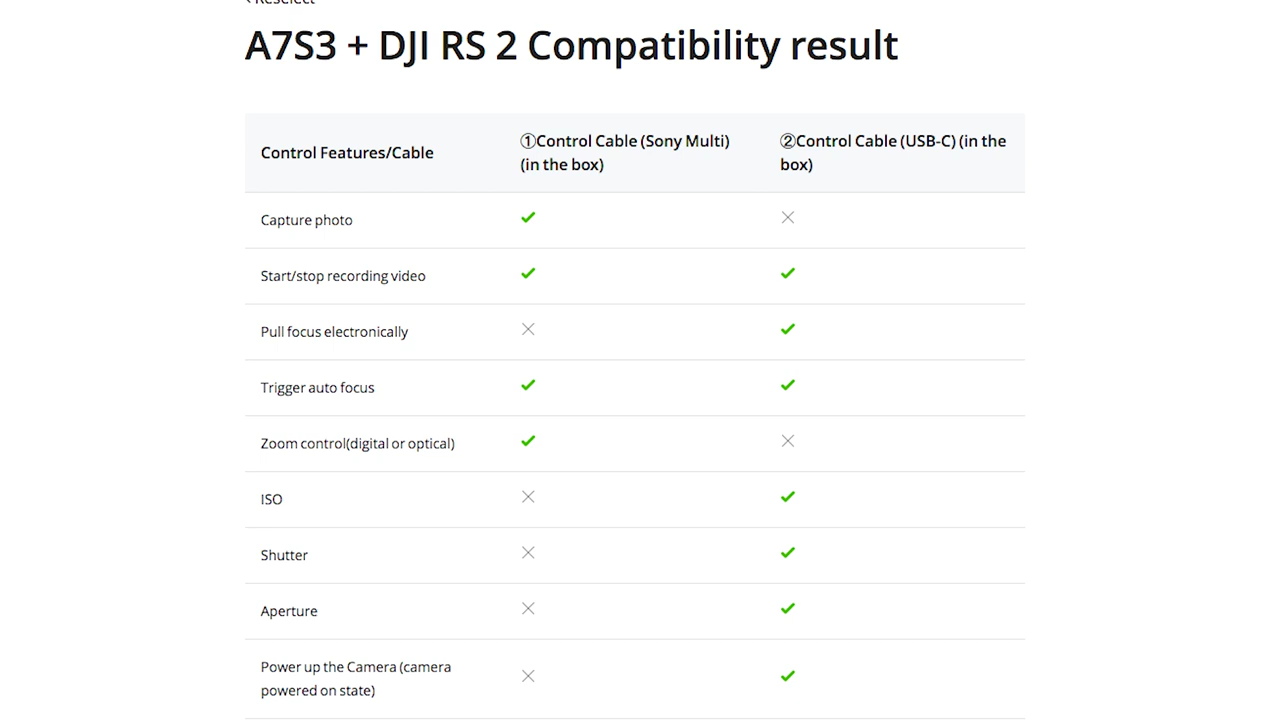 Reselect
A7S3 + DJI RS 2 Compatibility result
Control Features/Cable
①Control Cable (Sony Multi)
(in the box)
②Control Cable (USB-C) (in the
box)
Capture photo
Start/stop recording video
Pull focus electronically
Trigger auto focus
Zoom control(digital or optical)
ISO
Shutter
Aperture
Power up the Camera (camera
powered on state)